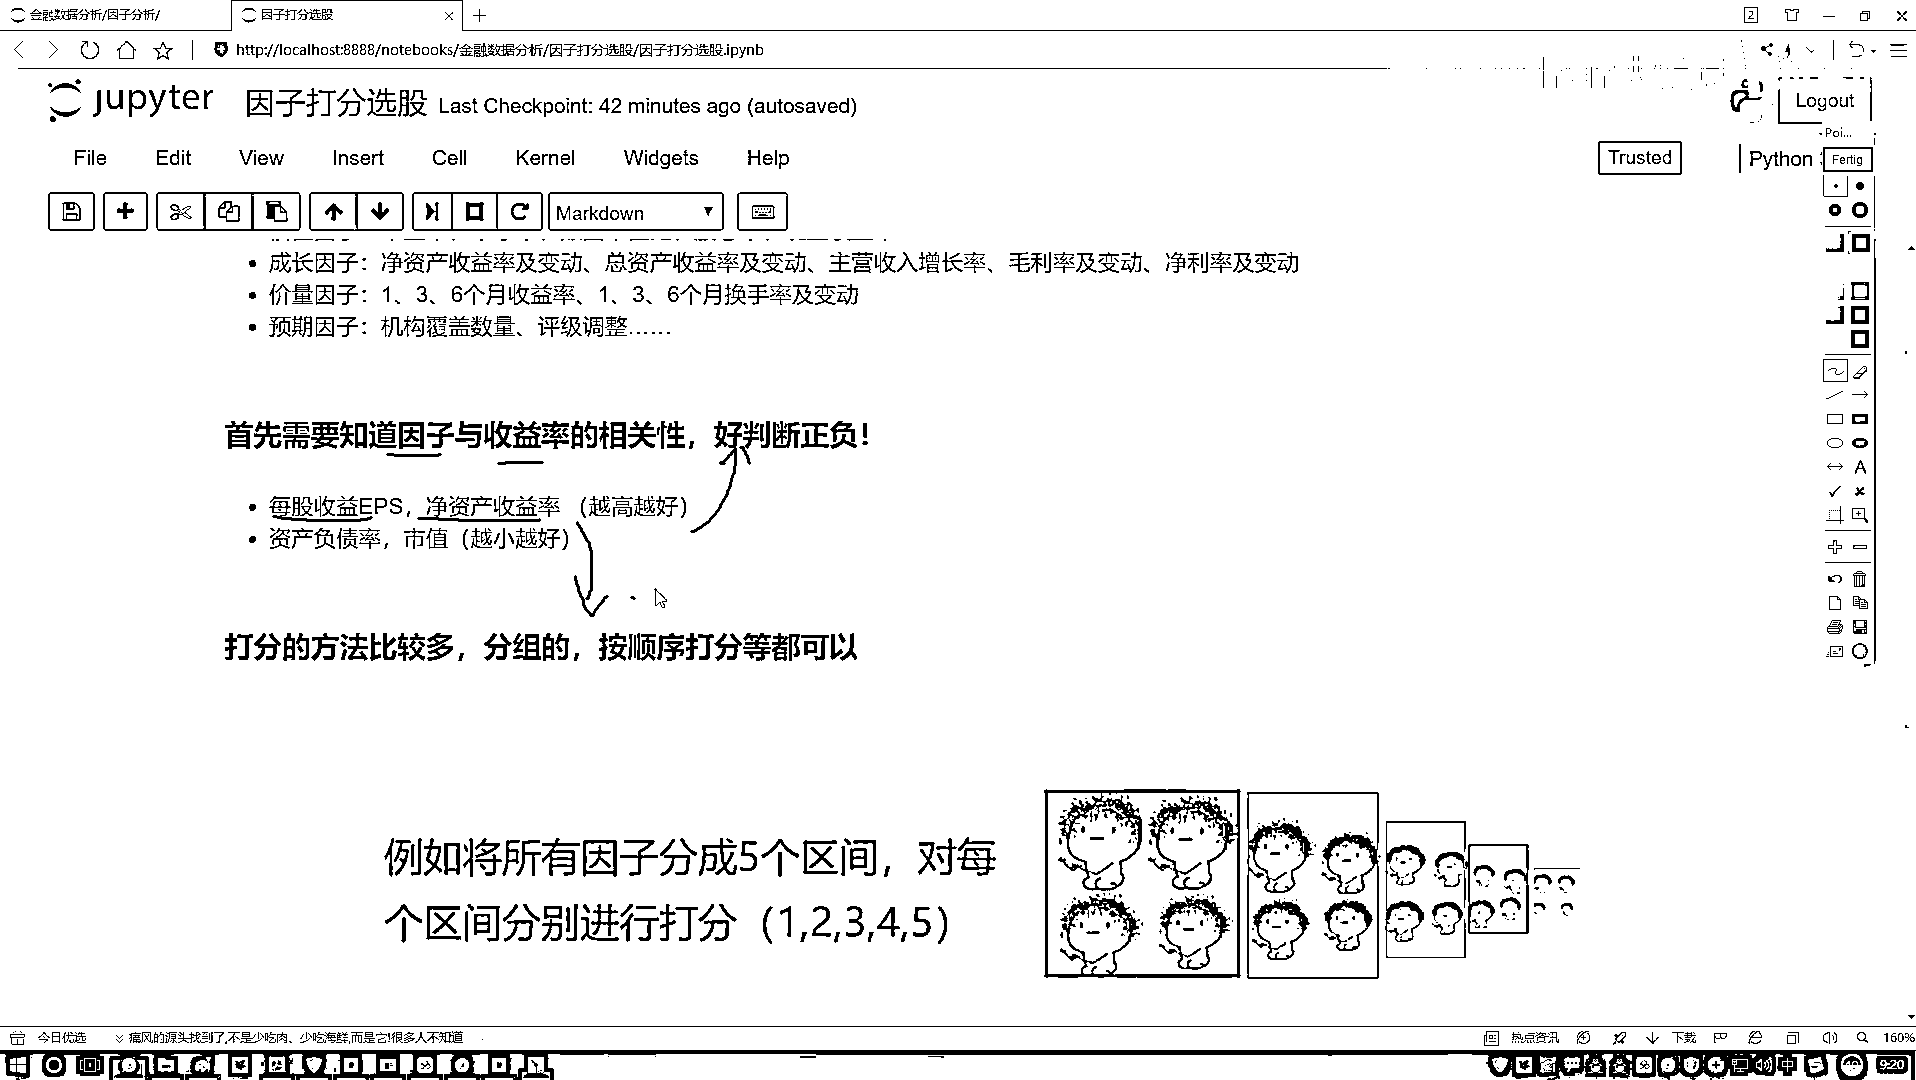 金融数据分析/因子分析/
因子打分选股
http://localhost:8888/notebooks/金融数据分析/因子打分选股/因子打分选股.ipynb
jupyter 因子打分选股 Last Checkpoint: 42 minutes ago (autosaved)
Logout
Poi...
File Edit View Insert Cell Kernel Widgets Help
Trusted
Python
Fertig
Markdown
成长因子：净资产收益率及变动、总资产收益率及变动、主营收入增长率、毛利率及变动、净利率及变动
价量因子：1、3、6个月收益率、1、3、6个月换手率及变动
预期因子：机构覆盖数量、评级调整……
首先需要知道因子与收益率的相关性，好判断正负！
每股收益EPS，净资产收益率 （越高越好）
资产负债率，市值（越小越好）
打分的方法比较多，分组的，按顺序打分等都可以
例如将所有因子分成5个区间，对每
个区间分别进行打分（1,2,3,4,5）
今日优选
痛风的源头找到了,不是少吃肉、少吃海鲜,而是它!很多人不知道
热点资讯
下载
160%
中
9:20